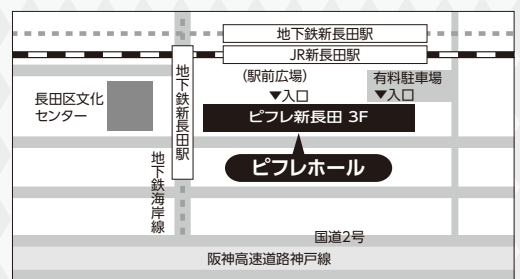 地下鉄新長田駅
JR新長田駅
(駅前広場)
▼入口
有料駐車場
▼入口
地下鉄新長田駅
長田区文化
センター
ピフレ新長田 3F
ピフレホール
地下鉄海岸線
国道2号
阪神高速道路神戸線